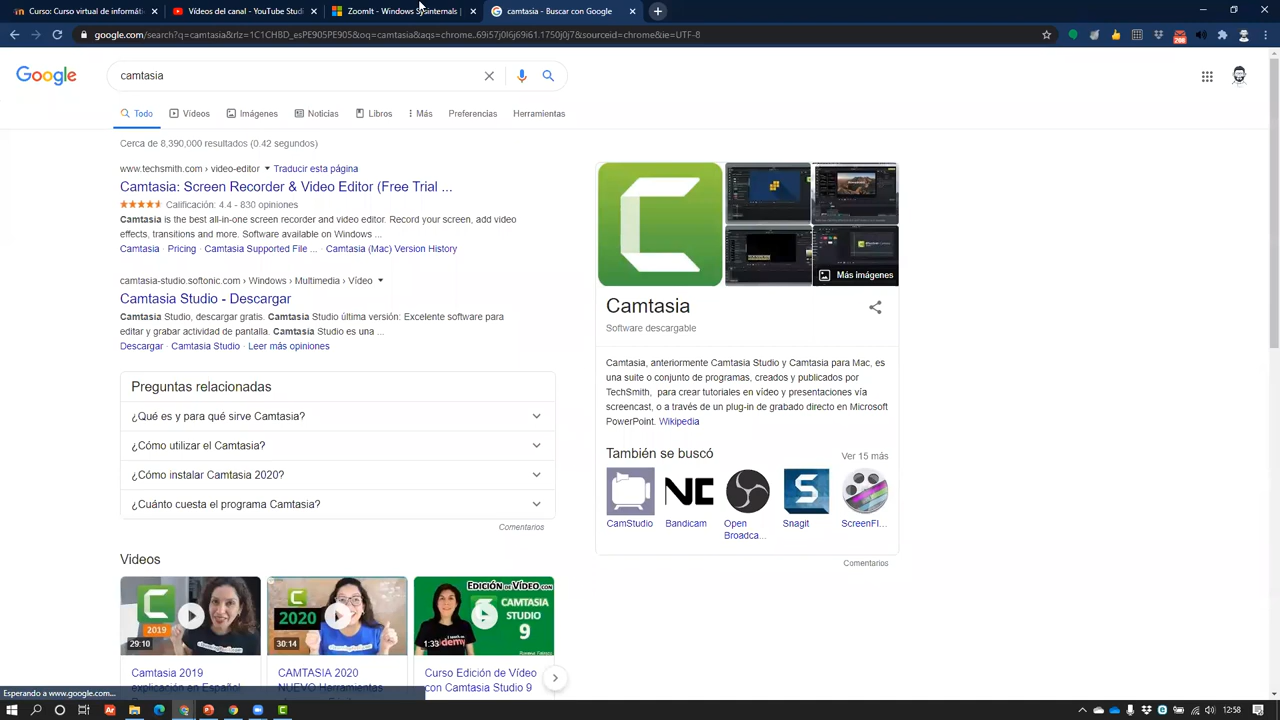 Curso: Curso virtual de informáti
Vídeos del canal - YouTube Studi
ZoomIt - Windows Sysinternals
camtasia - Buscar con Google
google.com/search?q=camtasia&rlz=1C1CHBD_esPE905PE905&oq=camtasia&aqs=chrome..69i57j0l6j69i61.1750j0j7&sourceid=chrome&ie=UTF-8
Google
camtasia
Todo Vídeos Imágenes Noticias Libros Más Preferencias Herramientas
Cerca de 8,390,000 resultados (0.42 segundos)
www.techsmith.com › video-editor Traducir esta página
Camtasia: Screen Recorder & Video Editor (Free Trial ...
Calificación: 4.4 - 830 opiniones
Camtasia is the best all-in-one screen recorder and video editor. Record your screen, add video
effects, transitions and more. Software available on Windows ...
Camtasia · Pricing · Camtasia Supported File ... · Camtasia (Mac) Version History
camtasia-studio.softonic.com › Windows › Multimedia › Vídeo
Camtasia Studio - Descargar
Camtasia Studio, descargar gratis. Camtasia Studio última versión: Excelente software para
editar y grabar actividad de pantalla. Camtasia Studio es una ...
Descargar · Camtasia Studio · Leer más opiniones
Preguntas relacionadas
¿Qué es y para qué sirve Camtasia?
¿Cómo utilizar el Camtasia?
¿Cómo instalar Camtasia 2020?
¿Cuánto cuesta el programa Camtasia?
Comentarios
Videos
2019
29:10
2020
30:14
EDICIÓN DE VÍDEO CON
CAMTASIA
STUDIO
9
demy
1:33
Camtasia 2019
explicación en Español
CAMTASIA 2020
NUEVO Herramientas
Curso Edición de Vídeo
con Camtasia Studio 9
Más imágenes
Camtasia
Software descargable
Camtasia, anteriormente Camtasia Studio y Camtasia para Mac, es
una suite o conjunto de programas, creados y publicados por
TechSmith, para crear tutoriales en vídeo y presentaciones vía
screencast, o a través de un plug-in de grabado directo en Microsoft
PowerPoint. Wikipedia
También se buscó
Ver 15 más
CamStudio
Bandicam
Open
Broadca...
Snagit
ScreenFl...
Comentarios
Esperando a www.google.com...
12:58